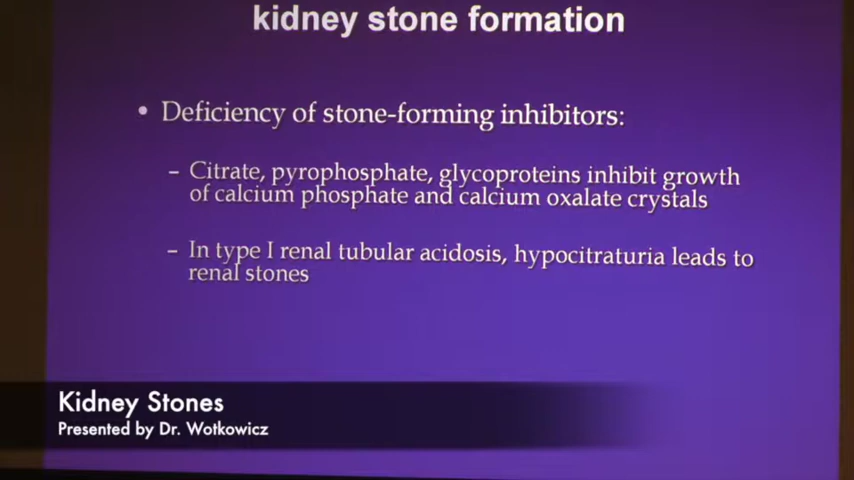 kidney stone formation
• Deficiency of stone-forming inhibitors:
– Citrate, pyrophosphate, glycoproteins inhibit growth
of calcium phosphate and calcium oxalate crystals
– In type I renal tubular acidosis, hypocitraturia leads to
renal stones
Kidney Stones
Presented by Dr. Wotkowicz